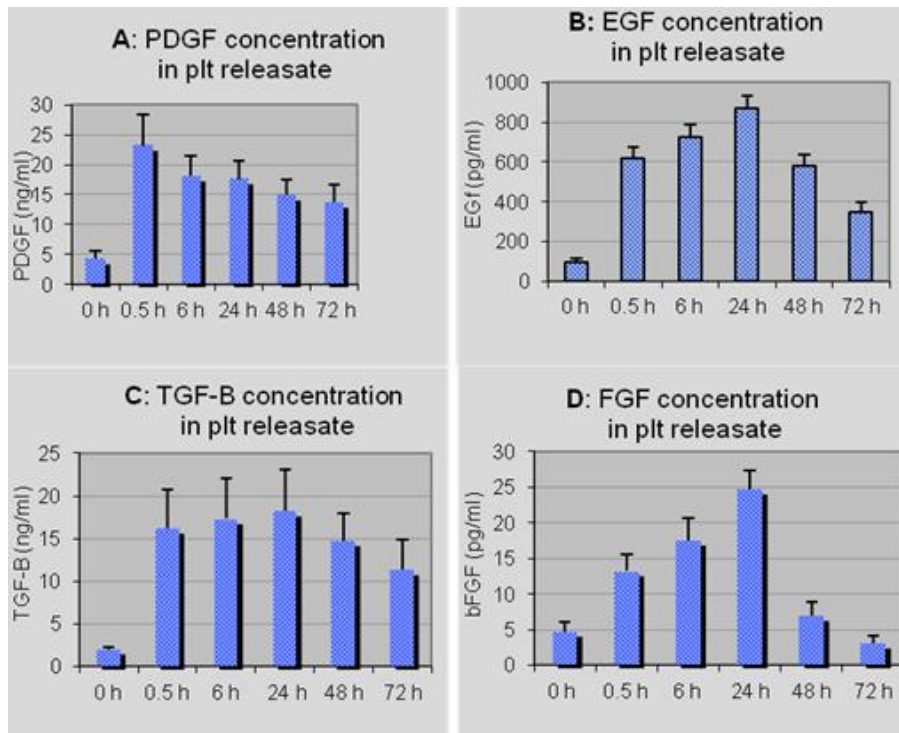 A: PDGF concentration
in plt releasate
PDGF (ng/ml)
30
25
20
15
10
5
0
0 h 0.5 h 6 h 24 h 48 h 72 h
B: EGF concentration
in plt releasate
EGf (pg/ml)
1000
800
600
400
200
0
0 h 0.5 h 6 h 24 h 48 h 72 h
C: TGF-B concentration
in plt releasate
TGF-B (ng/ml)
25
20
15
10
5
0
0 h 0.5 h 6 h 24 h 48 h 72 h
D: FGF concentration
in plt releasate
bFGF (pg/ml)
30
25
20
15
10
5
0
0 h 0.5 h 6 h 24 h 48 h 72 h